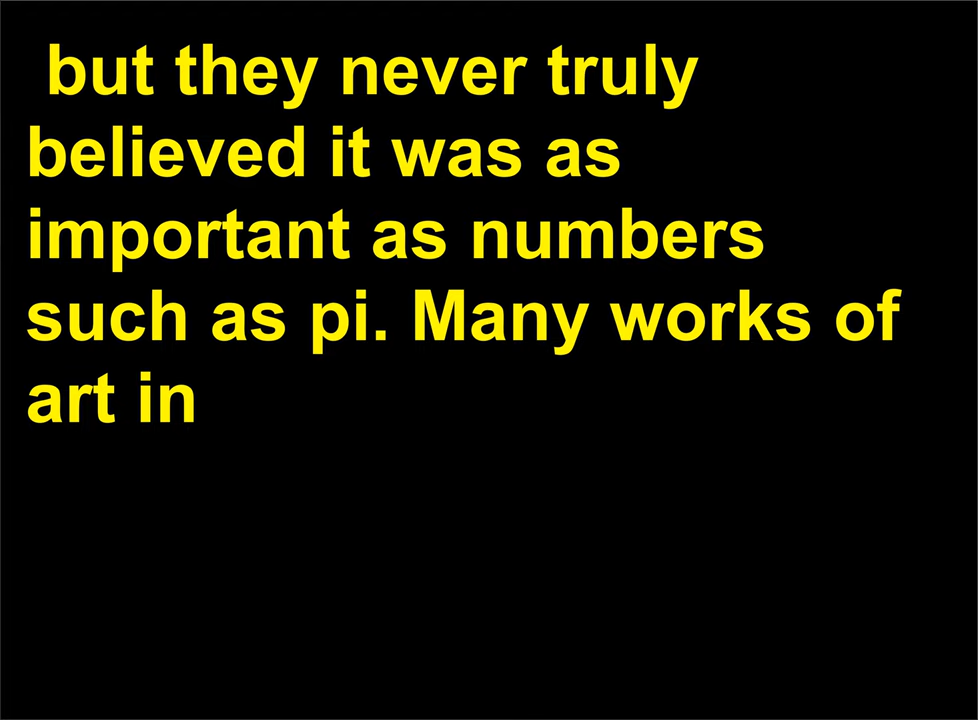 but they never truly
believed it was as
important as numbers
such as pi. Many works of
art in